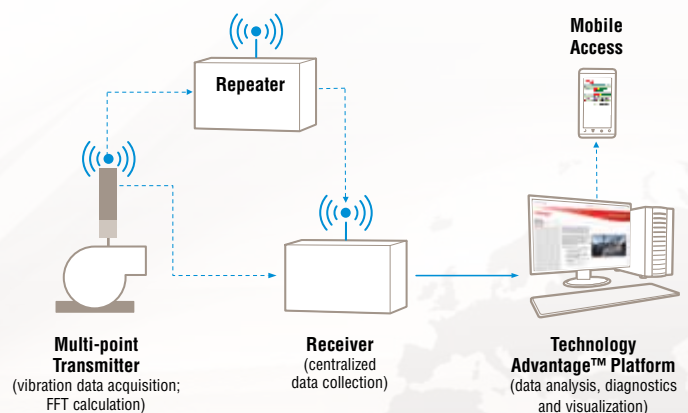 Mobile
Access
Repeater
Multi-point
Transmitter
(vibration data acquisition;
FFT calculation)
Receiver
(centralized
data collection)
Technology
Advantage™ Platform
(data analysis, diagnostics
and visualization)